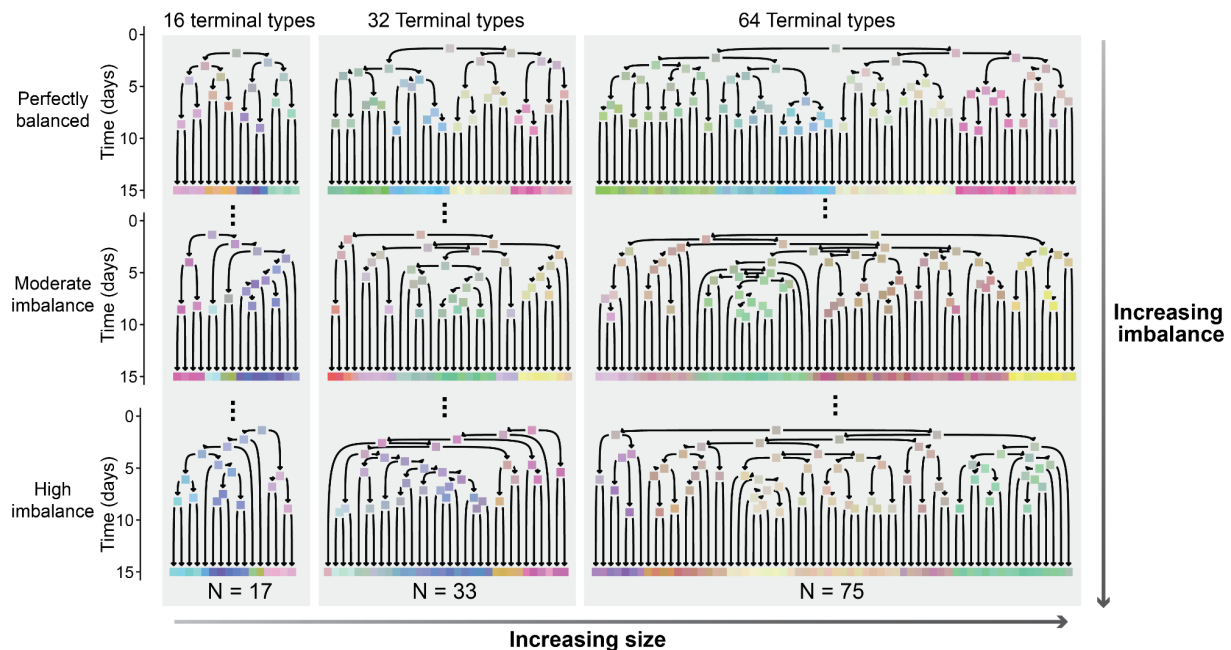 16 terminal types
32 Terminal types
64 Terminal types
Perfectly
balanced
Time (days)
0
5
10
15
Moderate
imbalance
Time (days)
0
5
10
15
High
imbalance
Time (days)
0
5
10
15
N = 17
N = 33
N = 75
Increasing
imbalance
Increasing size